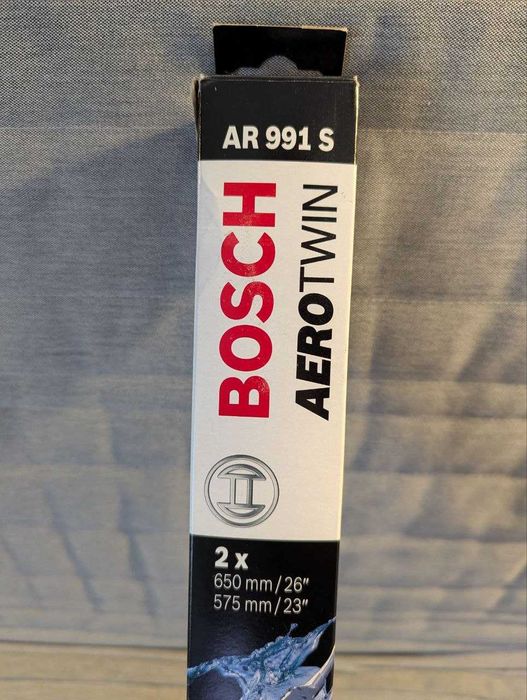 AR 991 S
BOSCH
AEROTWIN
2 x
650 mm/26"
575 mm/23"